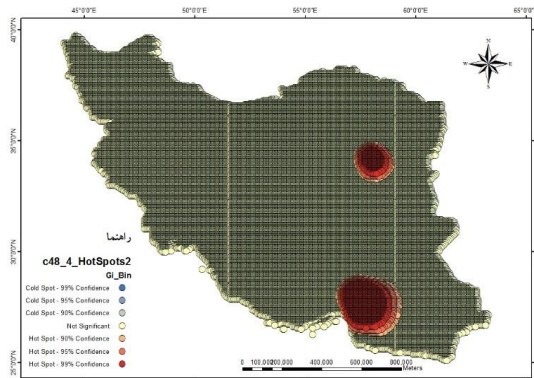 45°0'0"E 50°0'0"E 55°0'0"E 60°0'0"E 65°0'0"E
40°0'0"N
35°0'0"N
30°0'0"N
25°0'0"N
N
W E
S
راهنما
c48_4_HotSpots2
Gi_Bin
Cold Spot - 99% Confidence
Cold Spot - 95% Confidence
Cold Spot - 90% Confidence
Not Significant
Hot Spot - 90% Confidence
Hot Spot - 95% Confidence
Hot Spot - 99% Confidence
0 100,000 200,000 400,000 600,000 800,000
Meters